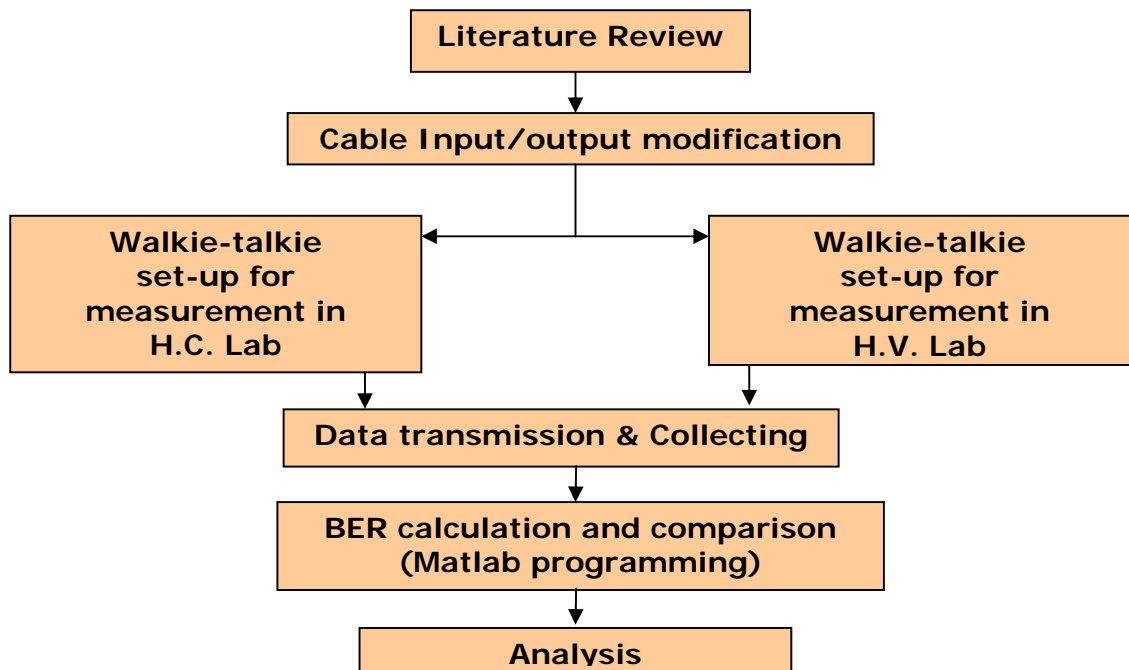 Literature Review
Cable Input/output modification
Walkie-talkie
set-up for
measurement in
H.C. Lab
Walkie-talkie
set-up for
measurement in
H.V. Lab
Data transmission & Collecting
BER calculation and comparison
(Matlab programming)
Analysis